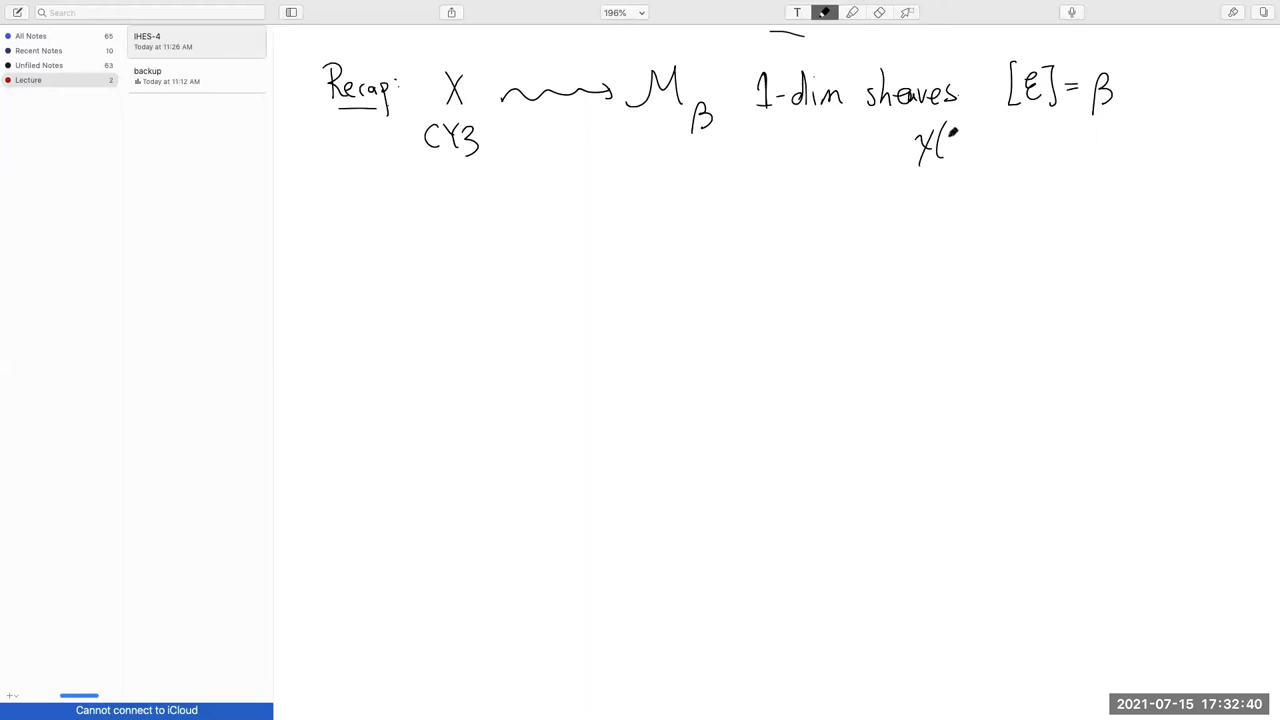 Search
196%
T
All Notes 65
Recent Notes 10
Unfiled Notes 63
Lecture 2
IHES-4
Today at 11:26 AM
backup
Today at 11:12 AM
Recap: X ⇝ M_β 1-dim sheaves [E] = β
CY3
χ(
Cannot connect to iCloud
2021-07-15 17:32:40